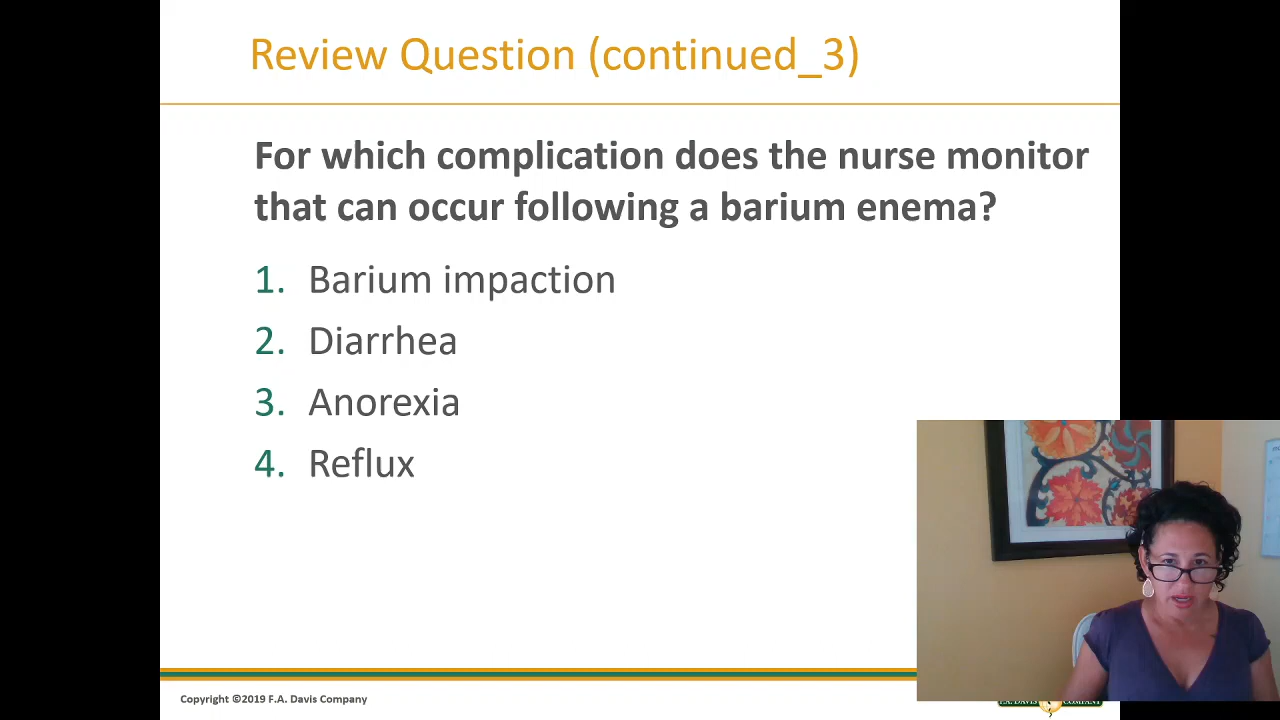 Review Question (continued_3)
For which complication does the nurse monitor
that can occur following a barium enema?
1. Barium impaction
2. Diarrhea
3. Anorexia
4. Reflux
Copyright ©2019 F.A. Davis Company